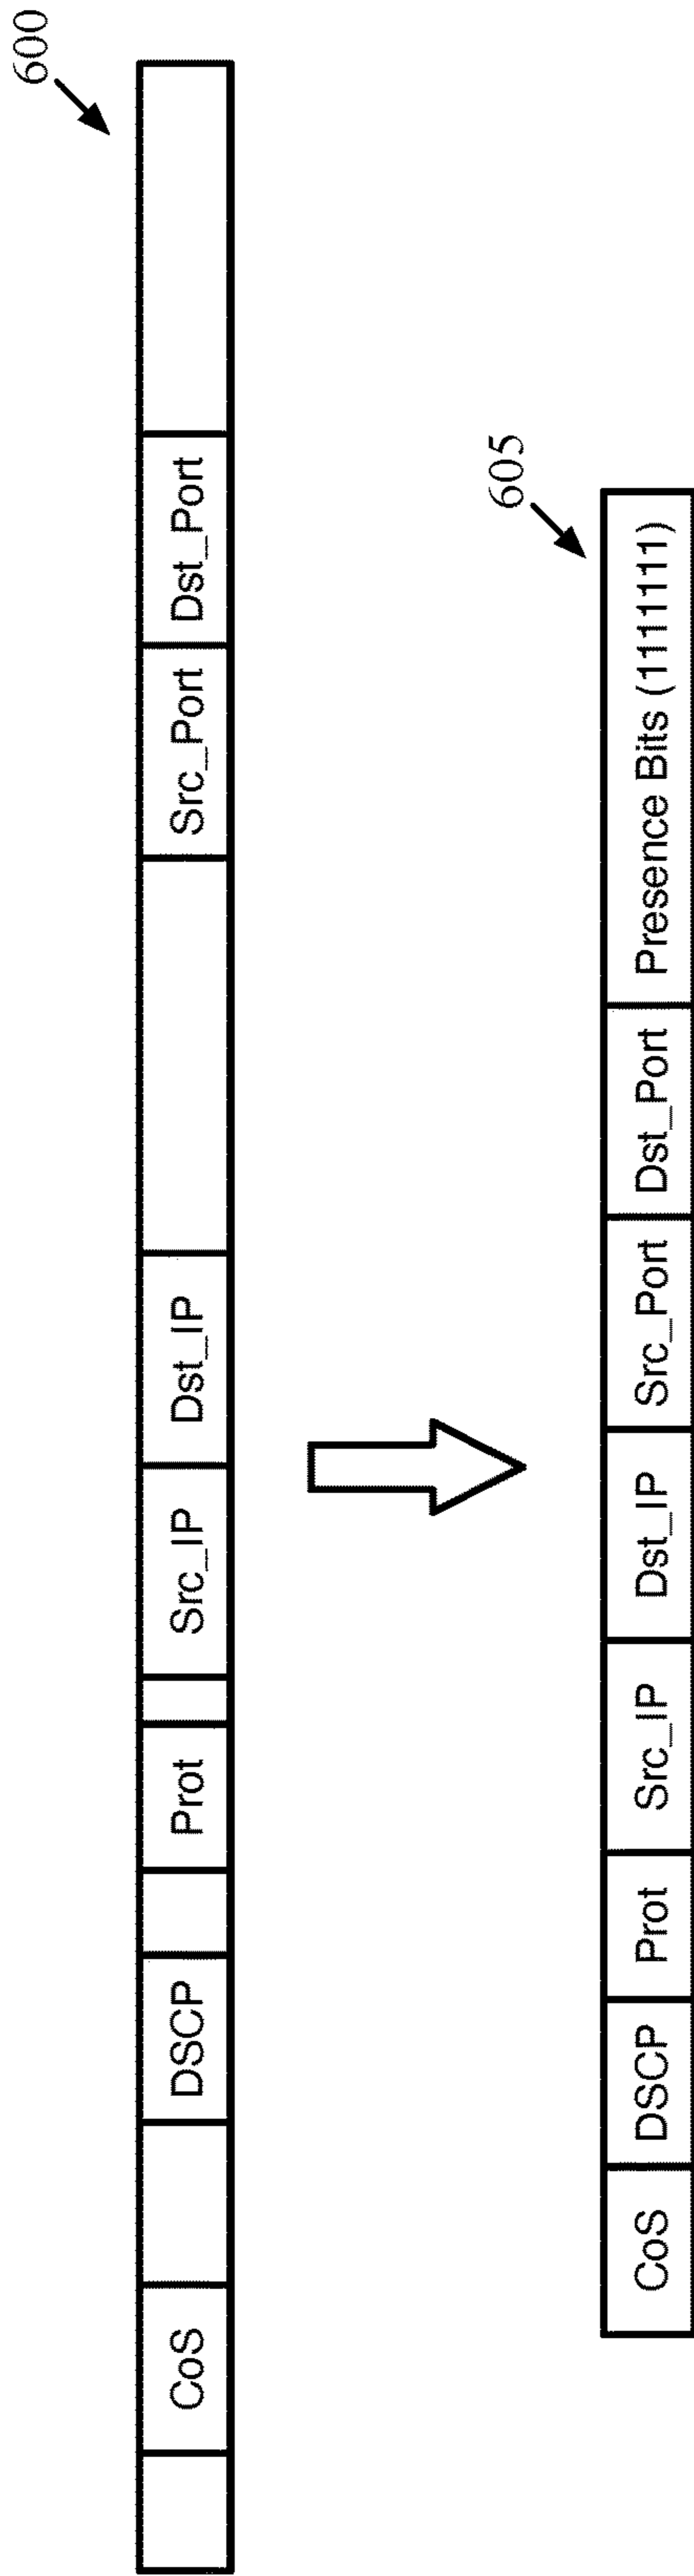 600
CoS DSCP Prot Src_IP Dst_IP Src_Port Dst_Port
605
CoS DSCP Prot Src_IP Dst_IP Src_Port Dst_Port Presence Bits (1111111)